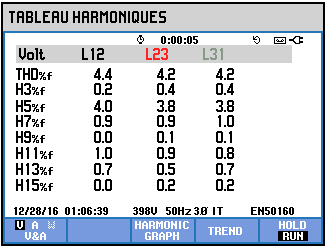 TABLEAU HARMONIQUES
0:00:05
Volt L12 L23 L31
THD%f 4.4 4.2 4.2
H3%f 0.2 0.4 0.4
H5%f 4.0 3.8 3.8
H7%f 0.9 0.9 1.0
H9%f 0.0 0.1 0.1
H11%f 1.0 0.9 0.8
H13%f 0.7 0.5 0.7
H15%f 0.0 0.2 0.2
12/28/16 01:06:39 398V 50Hz 3Ø IT EN50160
V A W HARMONIC TREND HOLD
V&A GRAPH RUN